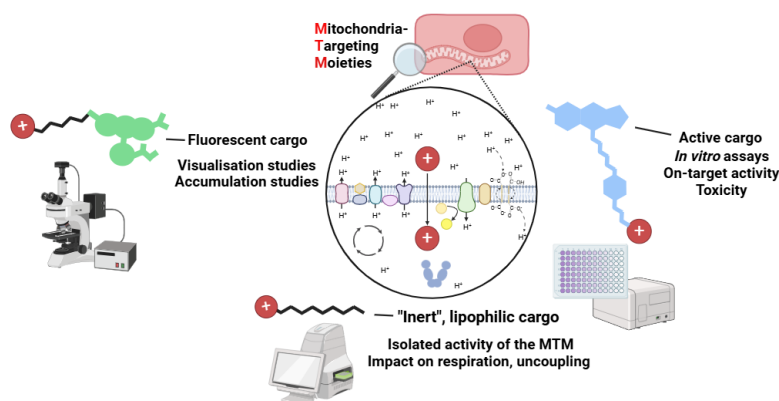 Mitochondria-
Targeting
Moieties
Fluorescent cargo
Visualisation studies
Accumulation studies
Active cargo
In vitro assays
On-target activity
Toxicity
H⁺ H⁺
H⁺
H⁺ H⁺
H⁺ H⁺
H⁺ H⁺
H⁺ H⁺ H⁺
+
H⁺ H⁺ H⁺ H⁺
H⁺ H⁺ H⁺ H⁺
+
H⁺
H⁺
H⁺
H⁺
+
+
+
"Inert", lipophilic cargo
Isolated activity of the MTM
Impact on respiration, uncoupling